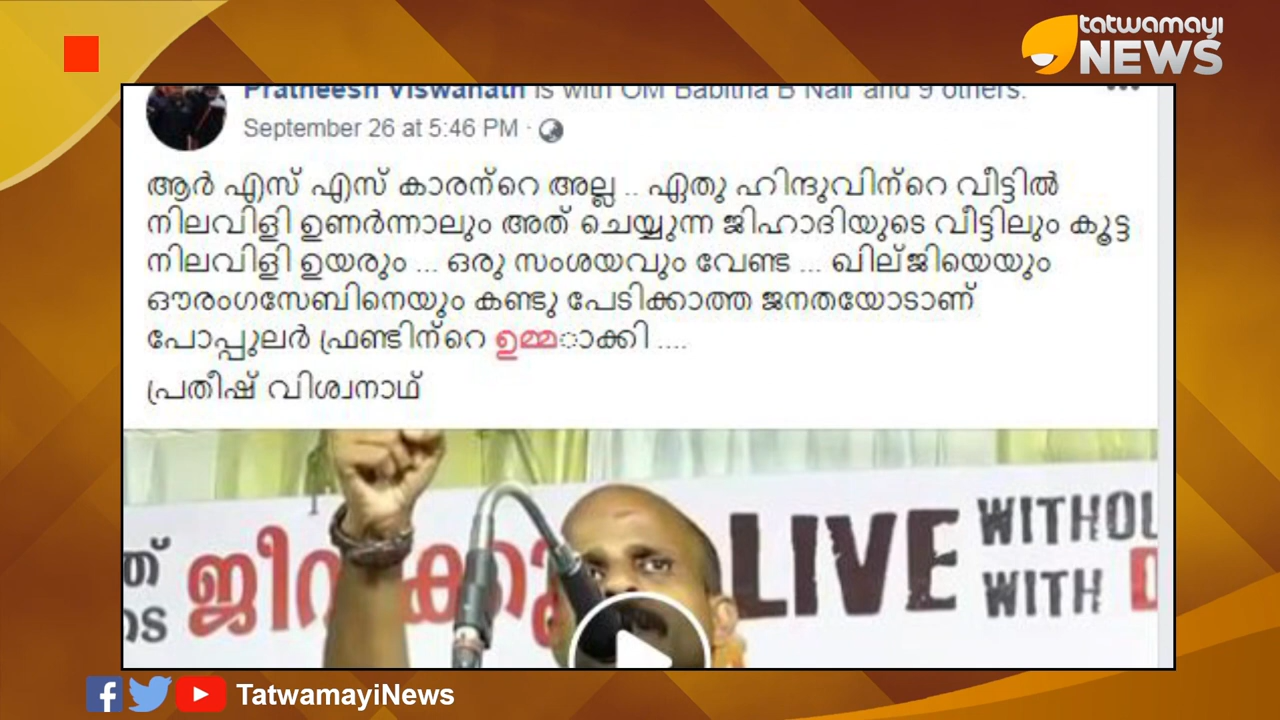 tatwamayi
NEWS
Pratheesh Viswanath is with OM Babitha B Nair and 9 others.
September 26 at 5:46 PM ·
ആർ എസ് എസ് കാരന്റെ അല്ല .. ഏതു ഹിന്ദുവിന്റെ വീട്ടിൽ
നിലവിളി ഉണർന്നാലും അത് ചെയ്യുന്ന ജിഹാദിയുടെ വീട്ടിലും കൂട്ട
നിലവിളി ഉയരും ... ഒരു സംശയവും വേണ്ട ... ഖില്ജിയെയും
ഔരംഗസേബിനെയും കണ്ടു പേടിക്കാത്ത ജനതയോടാണ്
പോപ്പുലർ ഫ്രണ്ടിന്റെ ഉമ്മാക്കി ....
പ്രതീഷ് വിശ്വനാഥ്
LIVE
WITH
TatwamayiNews